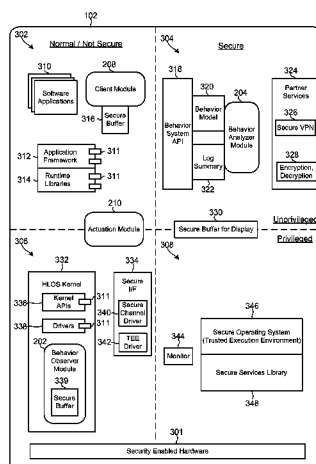 102
302
Normal / Not Secure
304
Secure
310
Software
Applications
208
Client Module
316
Secure
Buffer
312
Application
Framework
311
314
Runtime
Libraries
311
318
Behavior
System
API
320
Behavior
Model
Log
Summary
322
204
Behavior
Analyzer
Module
324
Partner
Services
326
Secure VPN
328
Encryption,
Decryption
210
Actuation Module
330
Secure Buffer for Display
Unprivileged
Privileged
306
308
332
HLOS Kernel
336
Kernel
APIs
311
338
Drivers
311
202
Behavior
Observer
Module
339
Secure
Buffer
334
Secure
I/F
340
Secure
Channel
Driver
342
TEE
Driver
344
Monitor
346
Secure Operating System
(Trusted Execution Environment)
Secure Services Library
348
301
Security Enabled Hardware